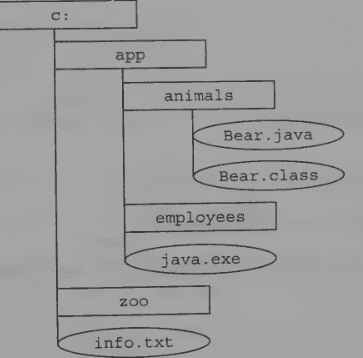 c:
app
animals
Bear.java
Bear.class
employees
java.exe
zoo
info.txt